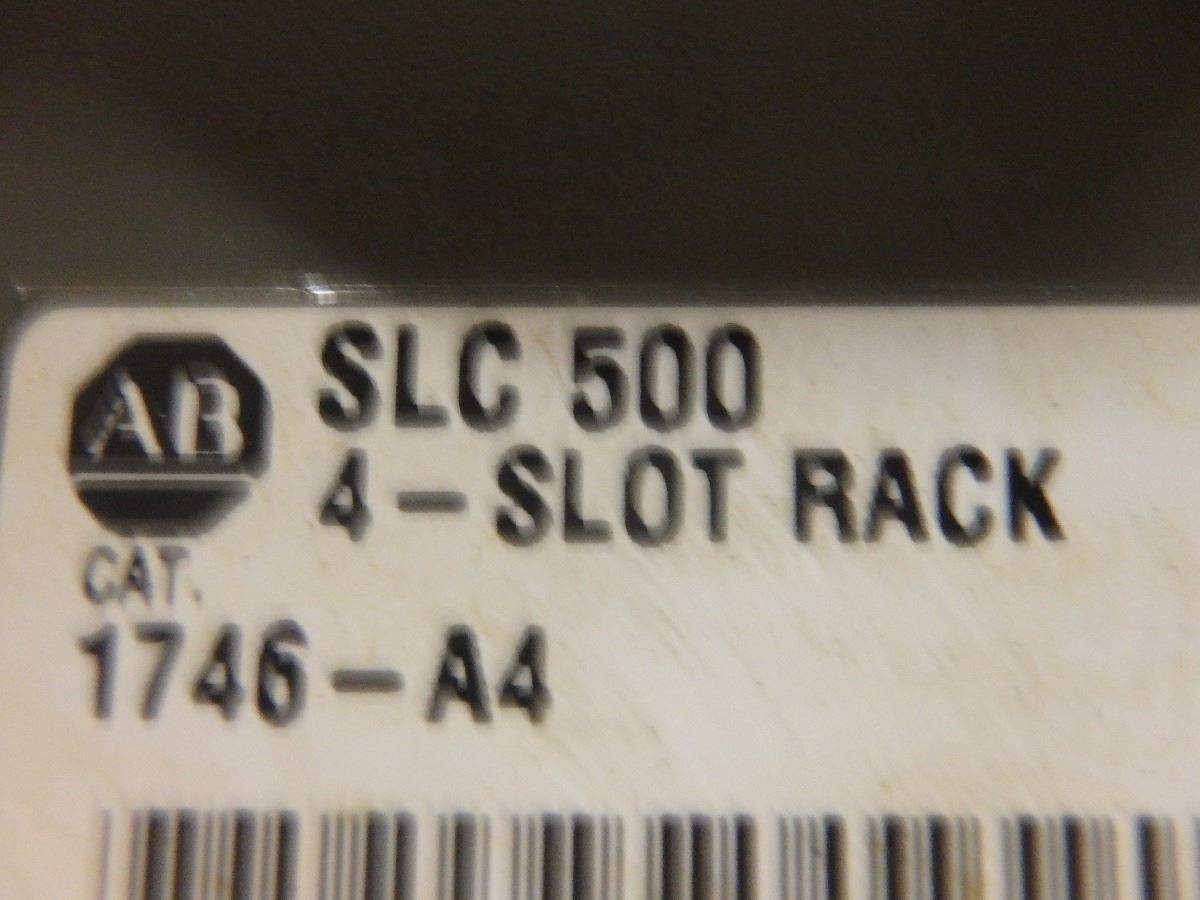 AB
SLC 500
4-SLOT RACK
CAT.
1746-A4